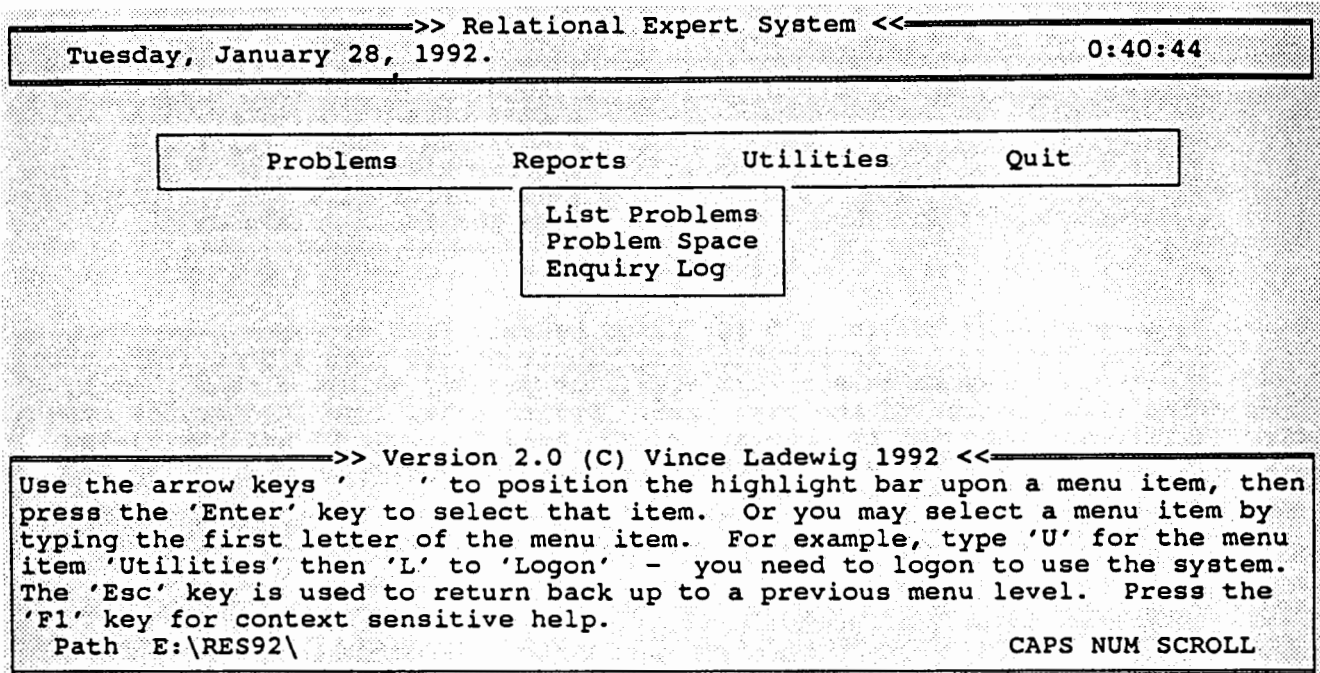 >> Relational Expert System <<
Tuesday, January 28, 1992. 0:40:44
Problems Reports Utilities Quit
List Problems
Problem Space
Enquiry Log
>> Version 2.0 (C) Vince Ladewig 1992 <<
Use the arrow keys ' ' to position the highlight bar upon a menu item, then
press the 'Enter' key to select that item. Or you may select a menu item by
typing the first letter of the menu item. For example, type 'U' for the menu
item 'Utilities' then 'L' to 'Logon' - you need to logon to use the system.
The 'Esc' key is used to return back up to a previous menu level. Press the
'F1' key for context sensitive help.
Path E:\RES92\ CAPS NUM SCROLL